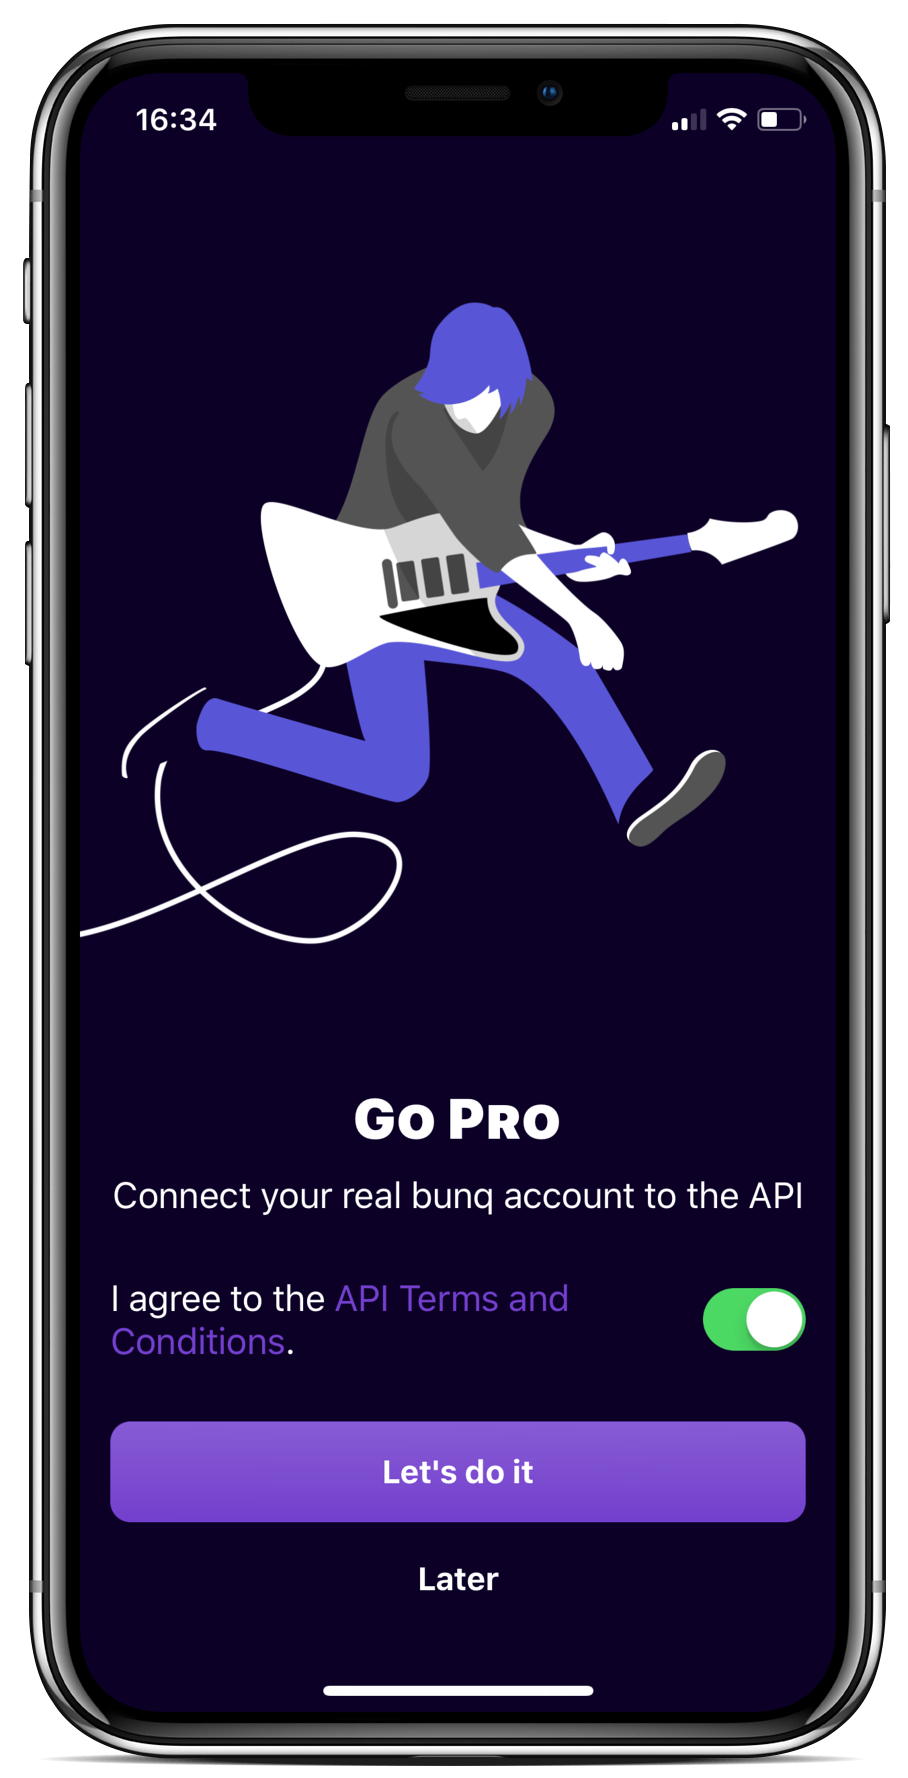 16:34
Go Pro
Connect your real bunq account to the API
I agree to the API Terms and
Conditions.
Let's do it
Later